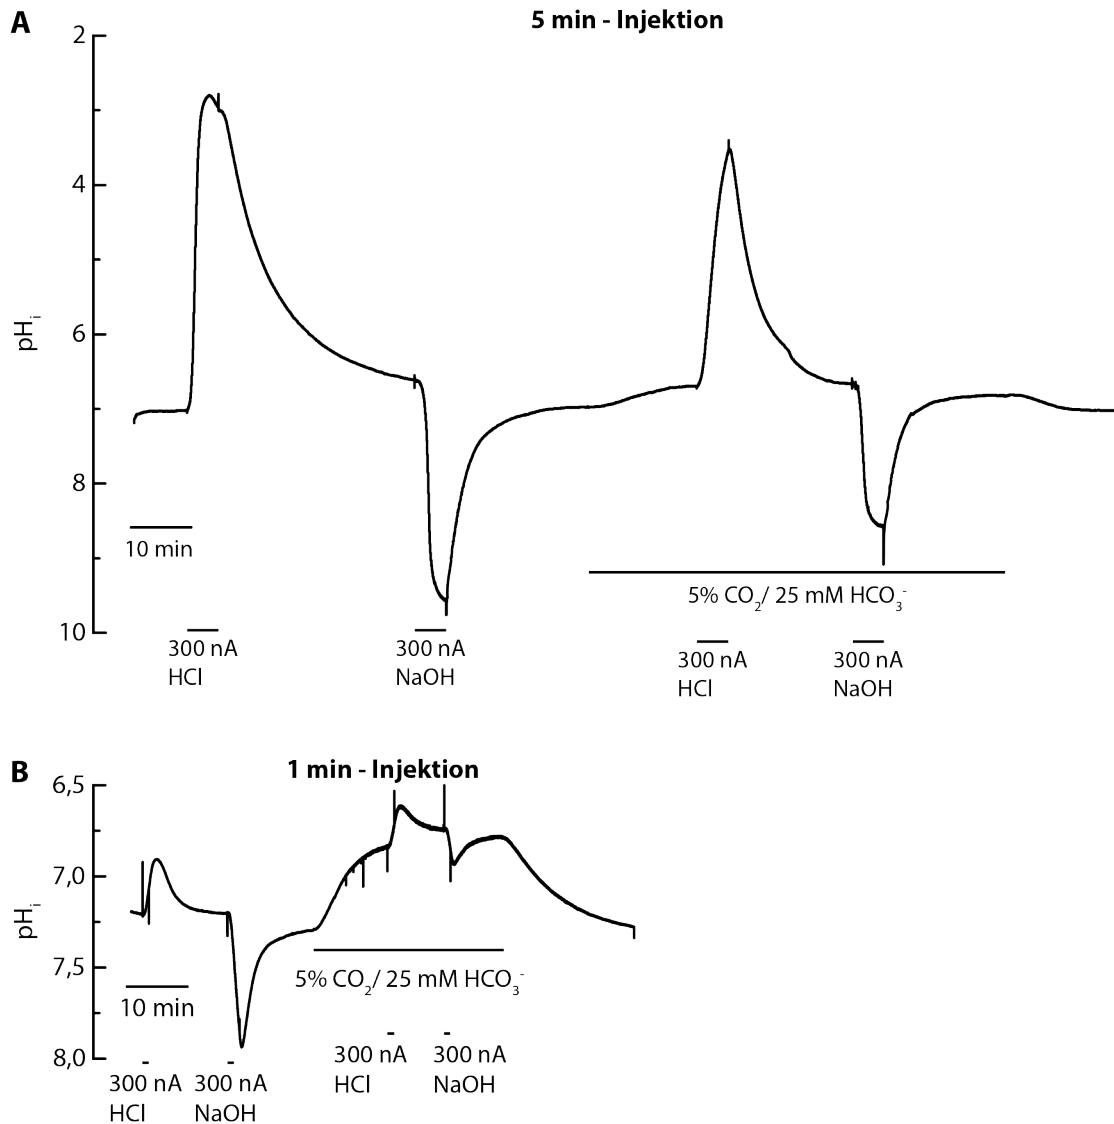 A
5 min - Injektion
2
4
6
8
10
pHᵢ
10 min
5% CO₂/ 25 mM HCO₃⁻
300 nA
HCl
300 nA
NaOH
300 nA
HCl
300 nA
NaOH
B
1 min - Injektion
6,5
7,0
7,5
8,0
pHᵢ
10 min
5% CO₂/ 25 mM HCO₃⁻
300 nA
HCl
300 nA
NaOH
300 nA
HCl
300 nA
NaOH